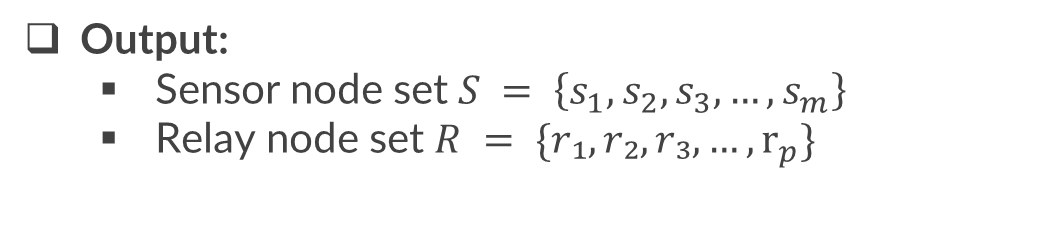 ❑ Output:
▪ Sensor node set S = {s₁, s₂, s₃, … , sₘ}
▪ Relay node set R = {r₁, r₂, r₃, … , rₚ}